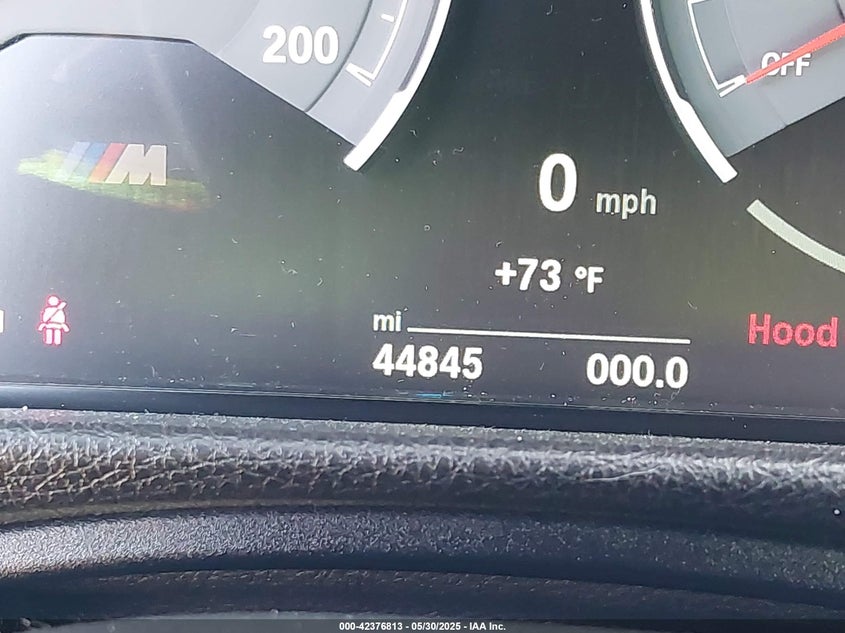 200
OFF
M
0 mph
+73 °F
mi
44845 000.0
Hood
000-42376813 - 05/30/2025 - IAA Inc.